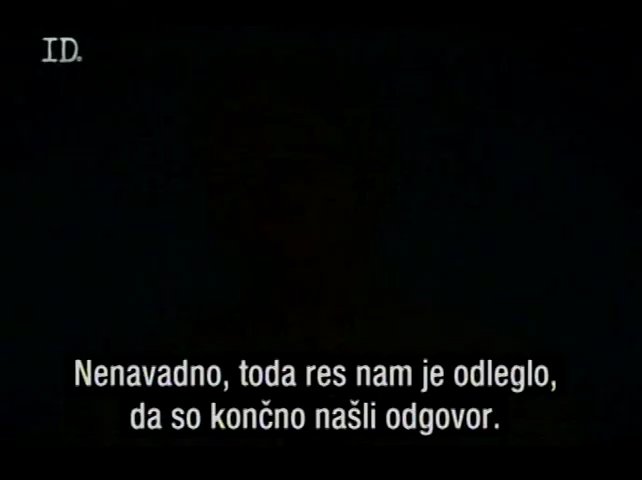 ID.
Nenavadno, toda res nam je odleglo,
da so končno našli odgovor.